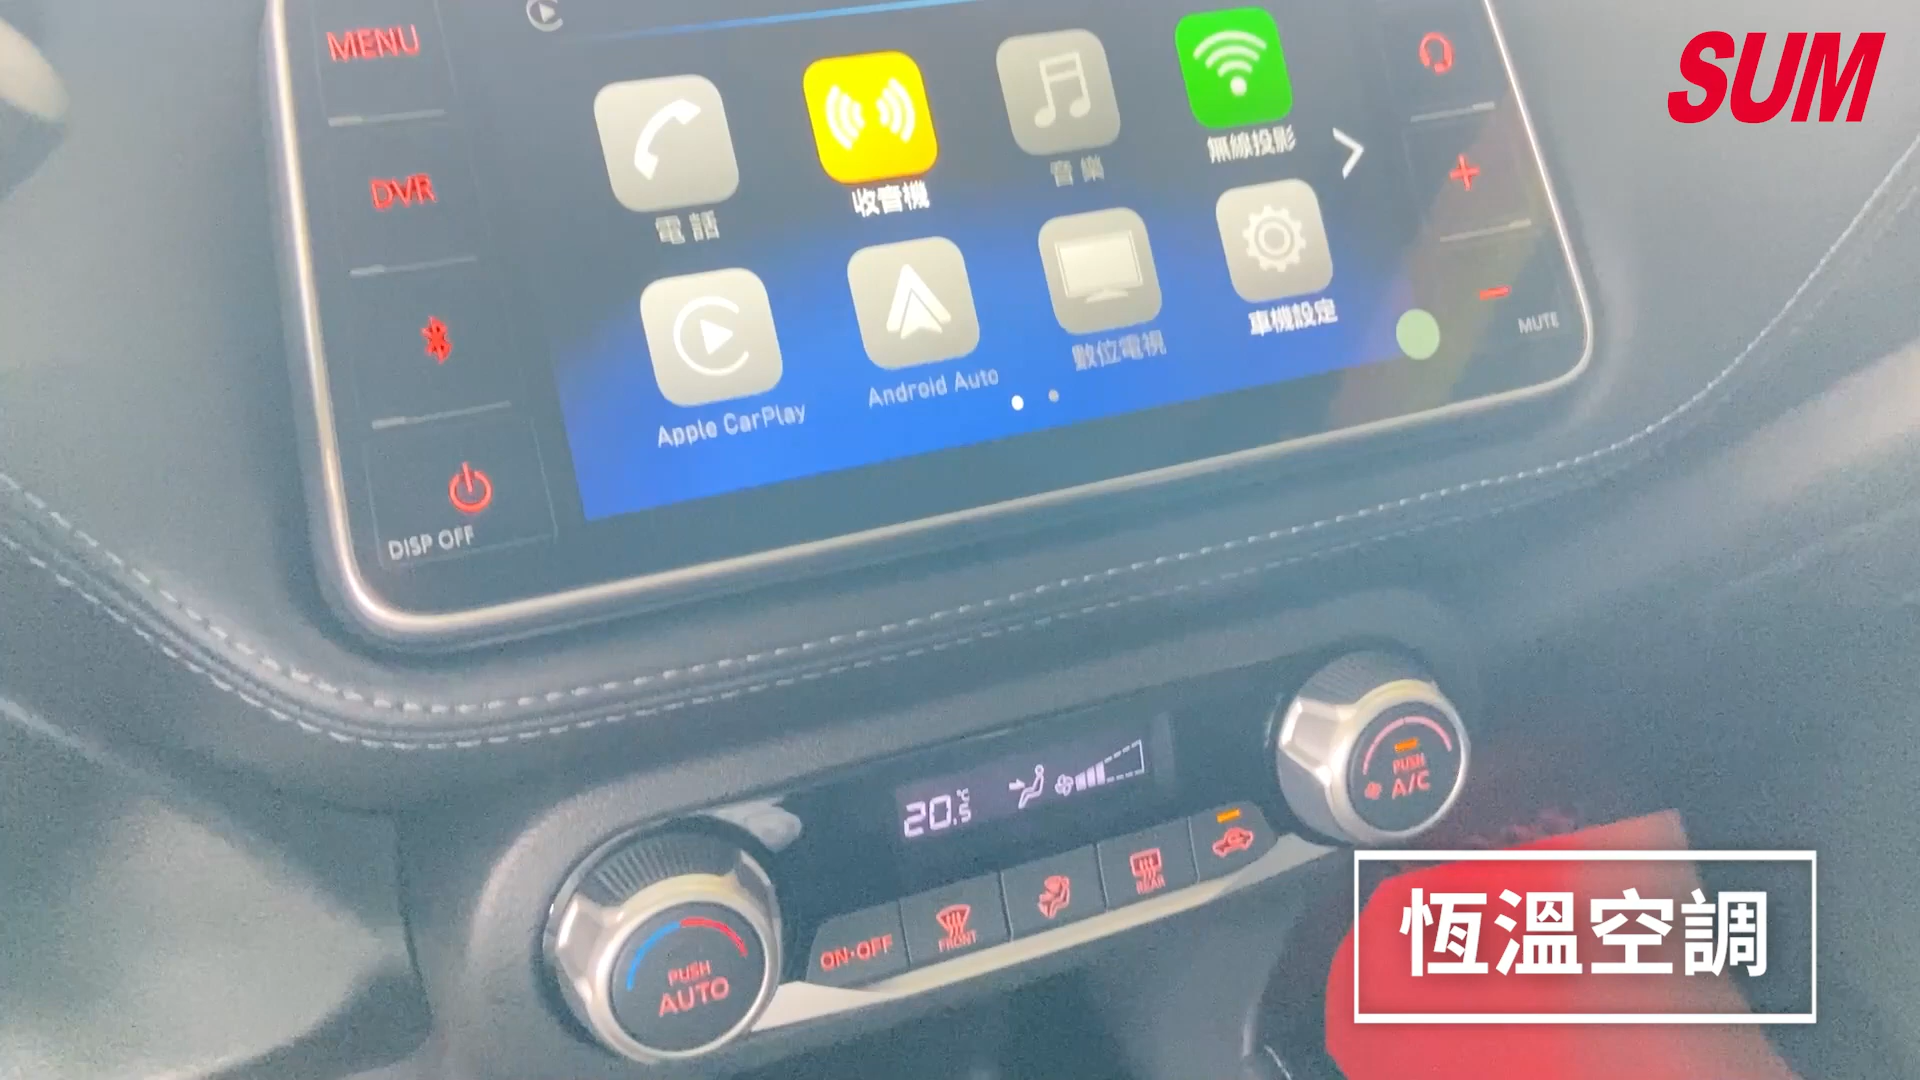 SUM
MENU
DVR
DISP OFF
電話
收音機
音樂
無線投影
Apple CarPlay
Android Auto
數位電視
車機設定
+
-
MUTE
20.5°C
PUSH
AUTO
ON•OFF
FRONT
REAR
PUSH
A/C
恆溫空調